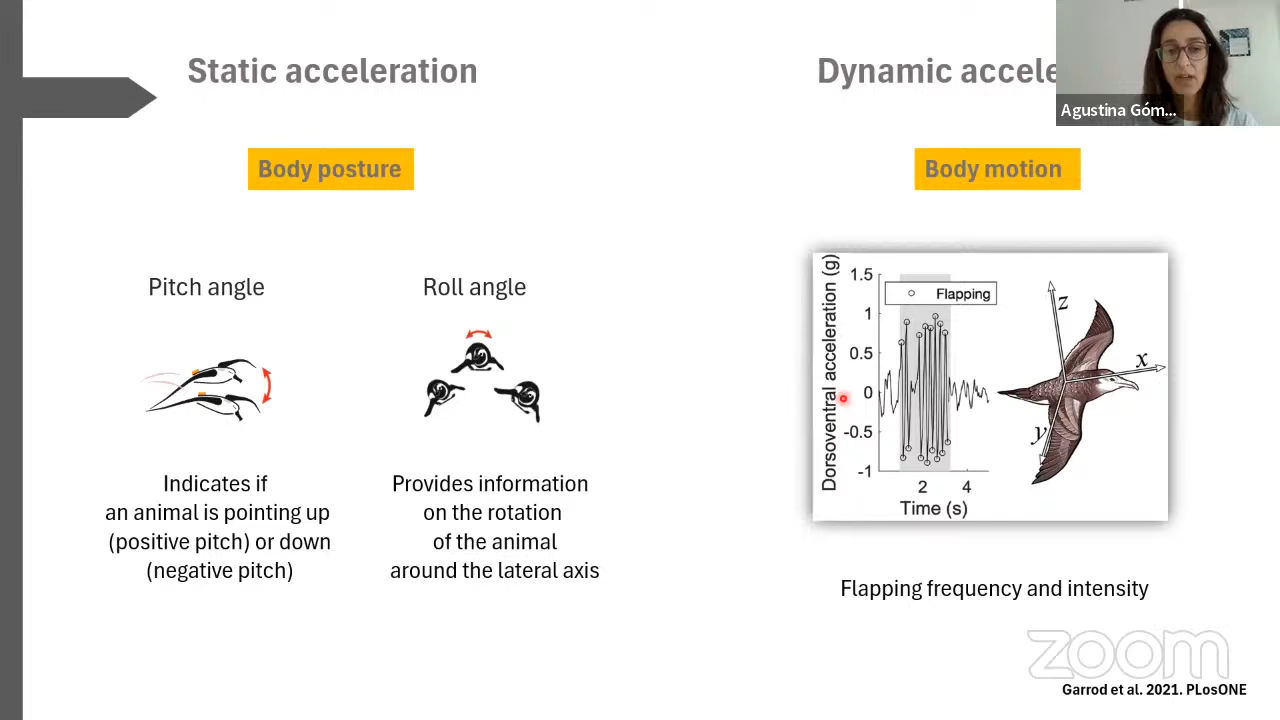 Static acceleration
Dynamic accele
Agustina Góm...
Body posture
Body motion
Pitch angle
Roll angle
Indicates if
an animal is pointing up
(positive pitch) or down
(negative pitch)
Provides information
on the rotation
of the animal
around the lateral axis
Dorsoventral acceleration (g)
1.5
1
0.5
0
-0.5
-1
Flapping
2
4
Time (s)
z
x
y
Flapping frequency and intensity
zoom
Garrod et al. 2021. PLosONE